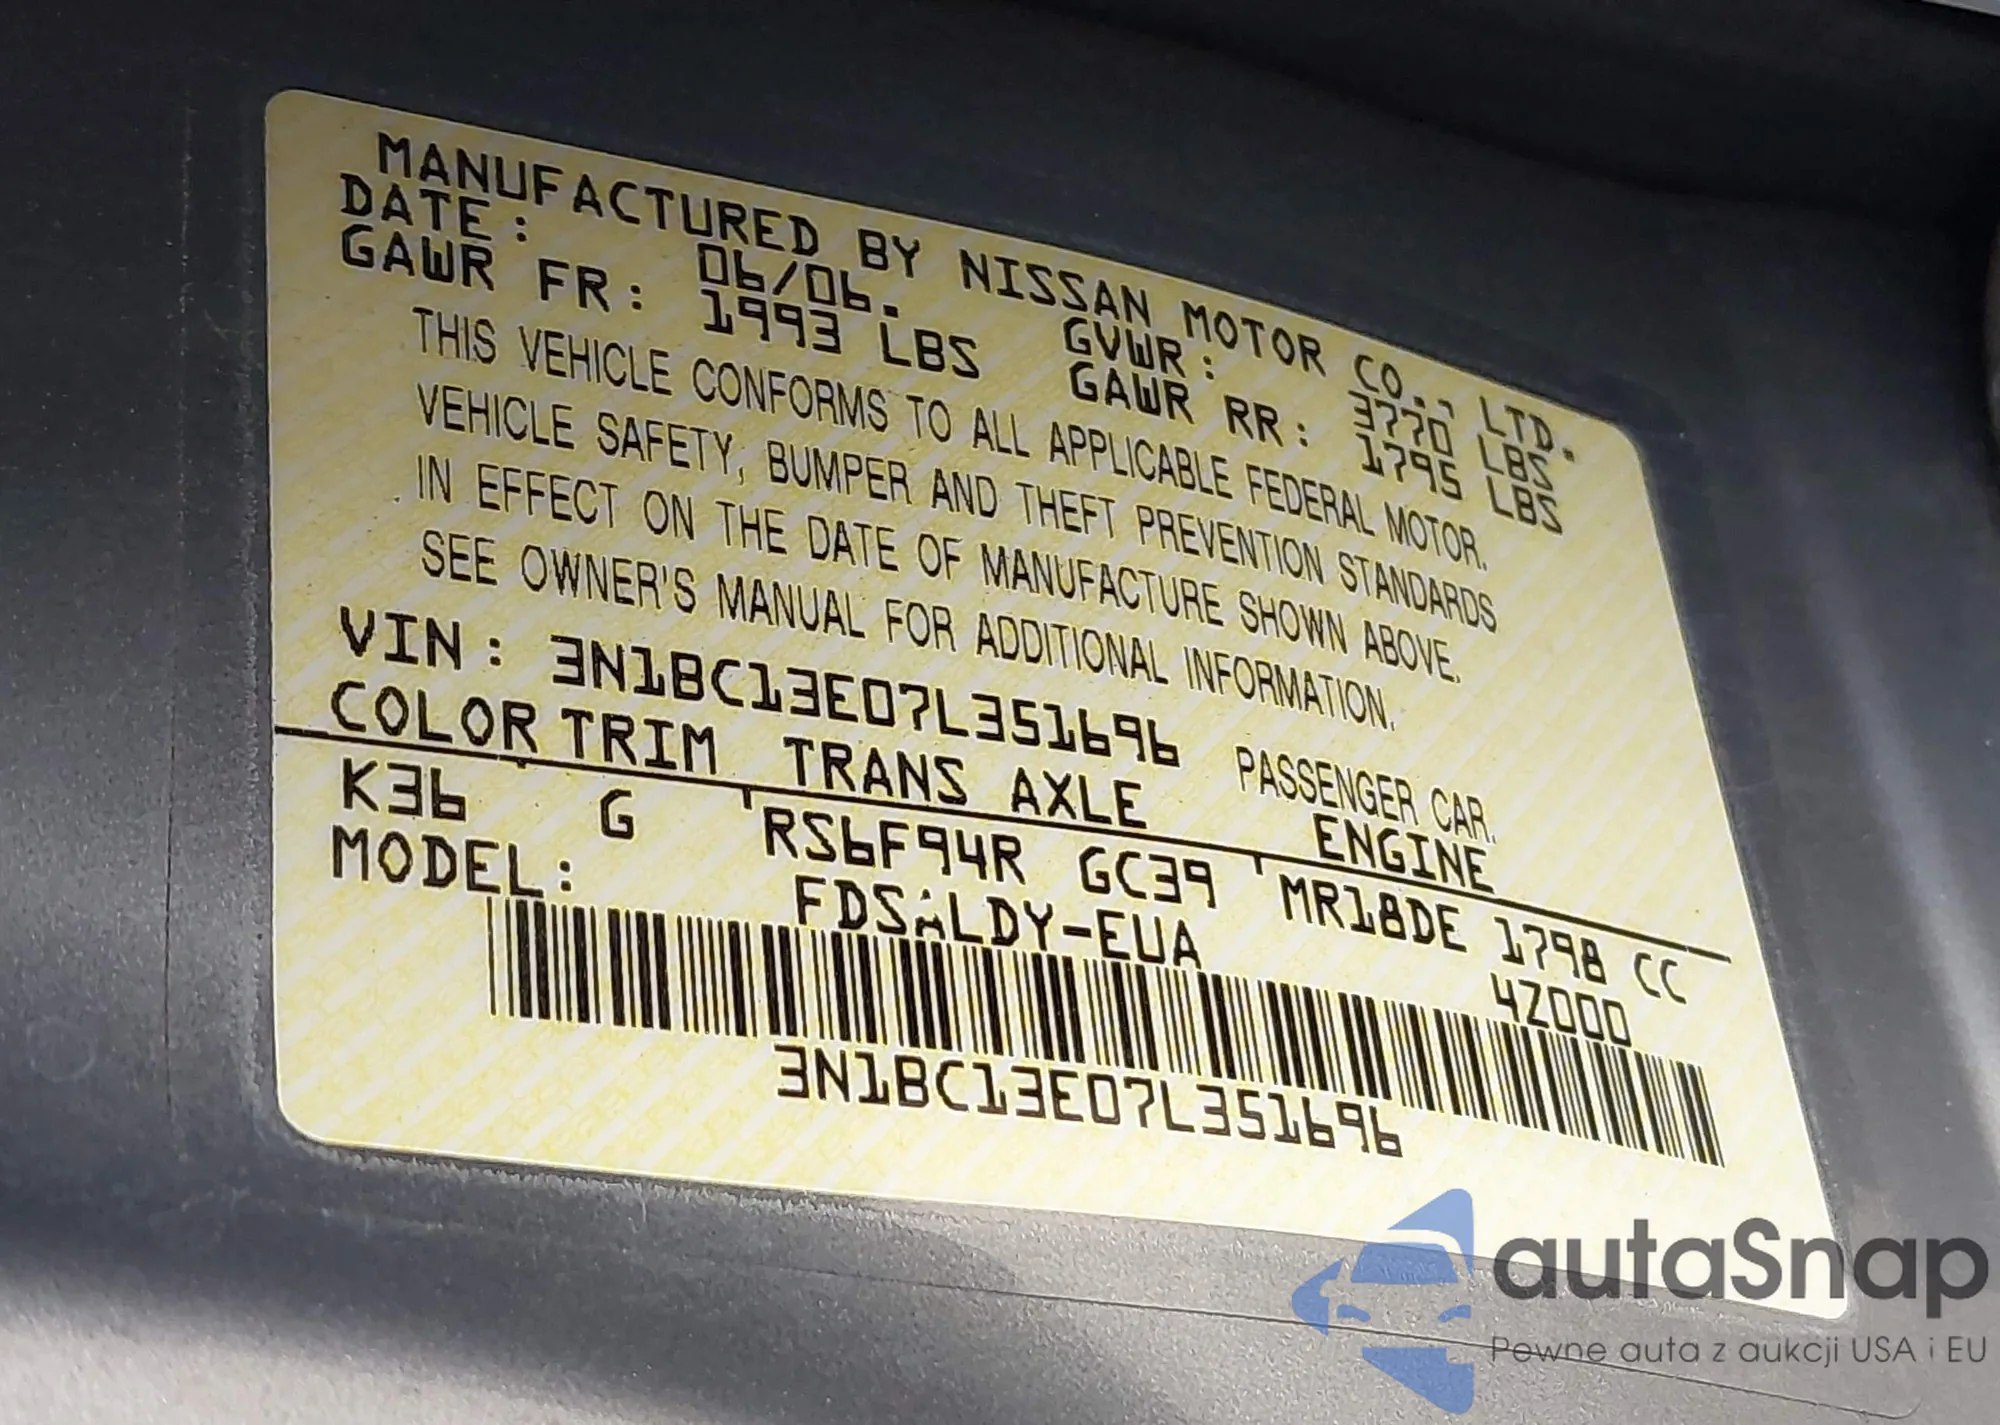 MANUFACTURED BY NISSAN MOTOR CO., LTD.
DATE: 06/06. GVWR: 3770 LBS
GAWR FR: 1993 LBS GAWR RR: 1795 LBS
THIS VEHICLE CONFORMS TO ALL APPLICABLE FEDERAL MOTOR.
VEHICLE SAFETY, BUMPER AND THEFT PREVENTION STANDARDS
IN EFFECT ON THE DATE OF MANUFACTURE SHOWN ABOVE.
SEE OWNER'S MANUAL FOR ADDITIONAL INFORMATION.
VIN: 3N1BC13E07L351696 PASSENGER CAR.
COLOR TRIM TRANS AXLE ENGINE
K36 G RS6F94R GC39 MR18DE 1798 CC
MODEL: FDSALDY-EUA 4Z000
3N1BC13E07L351696
autaSnap
Pewne auta z aukcji USA i EU